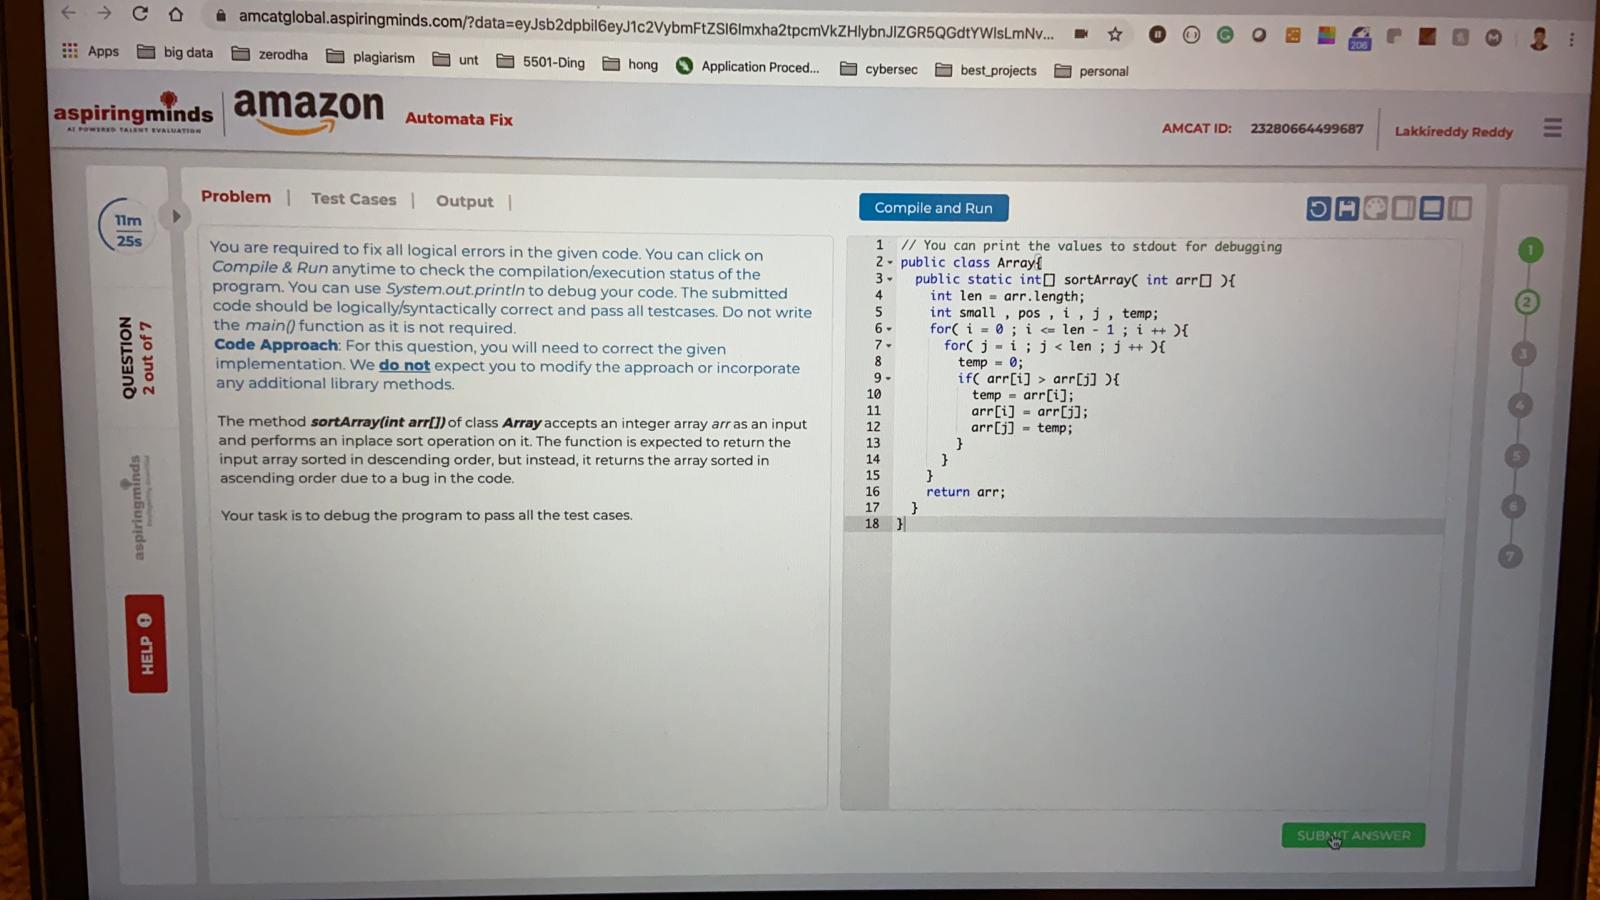 amcatglobal.aspiringminds.com/?data=eyJsb2dpbil6eyJ1c2VybmFtZSI6Imxha2tpcmVkZHlybnJlZGR5QGdtYWlsLmNv...
Apps big data zerodha plagiarism unt 5501-Ding hong Application Proced... cybersec best_projects personal
206
aspiringminds
AI POWERED TALENT EVALUATION
amazon
Automata Fix
AMCAT ID: 23280664499687
Lakkireddy Reddy
11m
25s
QUESTION
2 out of 7
aspiringminds
HELP
Problem | Test Cases | Output |
You are required to fix all logical errors in the given code. You can click on
Compile & Run anytime to check the compilation/execution status of the
program. You can use System.out.println to debug your code. The submitted
code should be logically/syntactically correct and pass all testcases. Do not write
the main() function as it is not required.
Code Approach: For this question, you will need to correct the given
implementation. We do not expect you to modify the approach or incorporate
any additional library methods.
The method sortArray(int arr[]) of class Array accepts an integer array arr as an input
and performs an inplace sort operation on it. The function is expected to return the
input array sorted in descending order, but instead, it returns the array sorted in
ascending order due to a bug in the code.
Your task is to debug the program to pass all the test cases.
Compile and Run
1 // You can print the values to stdout for debugging
2 public class Array{
3 public static int[] sortArray( int arr[] ){
4 int len = arr.length;
5 int small , pos , i , j , temp;
6 for( i = 0 ; i <= len - 1 ; i ++ ){
7 for( j = i ; j < len ; j ++ ){
8 temp = 0;
9 if( arr[i] > arr[j] ){
10 temp = arr[i];
11 arr[i] = arr[j];
12 arr[j] = temp;
13 }
14 }
15 }
16 return arr;
17 }
18 }
SUBMIT ANSWER
1
2
3
4
5
6
7